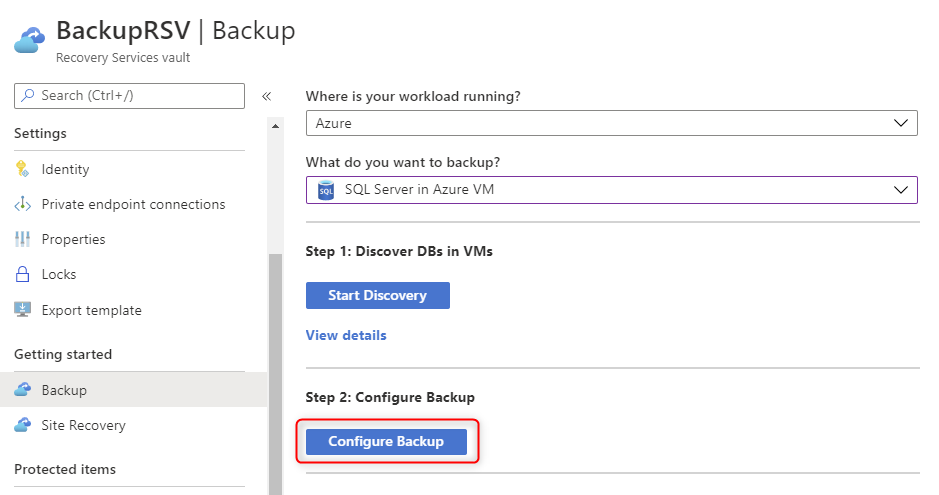 BackupRSV | Backup
Recovery Services vault
Search (Ctrl+/)
«
Settings
Identity
Private endpoint connections
Properties
Locks
Export template
Getting started
Backup
Site Recovery
Protected items
Where is your workload running?
Azure
What do you want to backup?
SQL SQL Server in Azure VM
Step 1: Discover DBs in VMs
Start Discovery
View details
Step 2: Configure Backup
Configure Backup